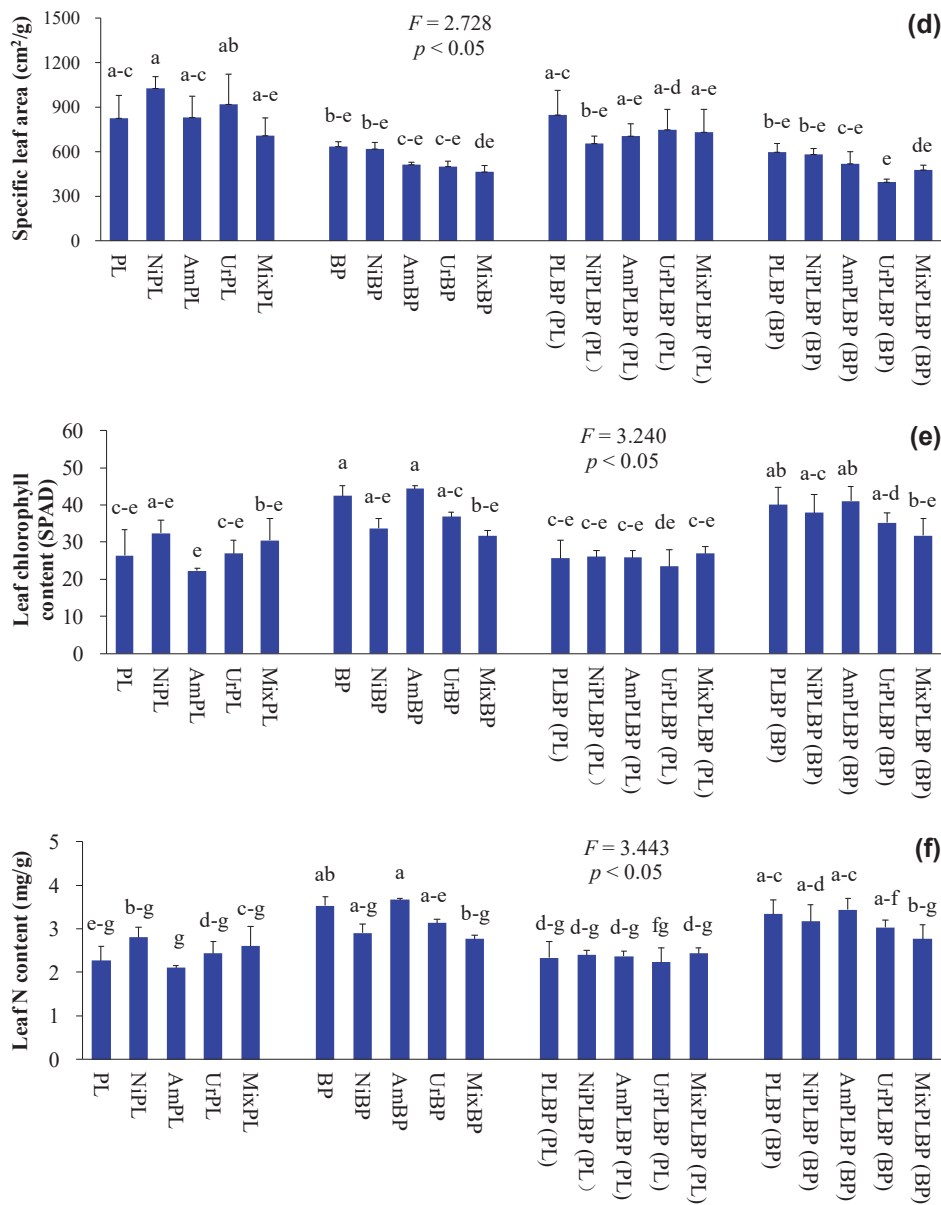 (d)
F = 2.728
p < 0.05
Specific leaf area (cm²/g)
1500
1200
900
600
300
0
a-c a a-c ab a-e b-e b-e c-e c-e de a-c b-e a-e a-d a-e b-e b-e c-e e de
PL NiPL AmPL UrPL MixPL BP NiBP AmBP UrBP MixBP PLBP (PL) NiPLBP (PL） AmPLBP (PL) UrPLBP (PL) MixPLBP (PL) PLBP (BP) NiPLBP (BP) AmPLBP (BP) UrPLBP (BP) MixPLBP (BP)
(e)
F = 3.240
p < 0.05
Leaf chlorophyll
content (SPAD)
60
50
40
30
20
10
0
c-e a-e e c-e b-e a a-e a a-c b-e c-e c-e c-e de c-e ab a-c ab a-d b-e
PL NiPL AmPL UrPL MixPL BP NiBP AmBP UrBP MixBP PLBP (PL) NiPLBP (PL） AmPLBP (PL) UrPLBP (PL) MixPLBP (PL) PLBP (BP) NiPLBP (BP) AmPLBP (BP) UrPLBP (BP) MixPLBP (BP)
(f)
F = 3.443
p < 0.05
Leaf N content (mg/g)
5
4
3
2
1
0
e-g b-g g d-g c-g ab a-g a a-e b-g d-g d-g d-g fg d-g a-c a-d a-c a-f b-g
PL NiPL AmPL UrPL MixPL BP NiBP AmBP UrBP MixBP PLBP (PL) NiPLBP (PL） AmPLBP (PL) UrPLBP (PL) MixPLBP (PL) PLBP (BP) NiPLBP (BP) AmPLBP (BP) UrPLBP (BP) MixPLBP (BP)